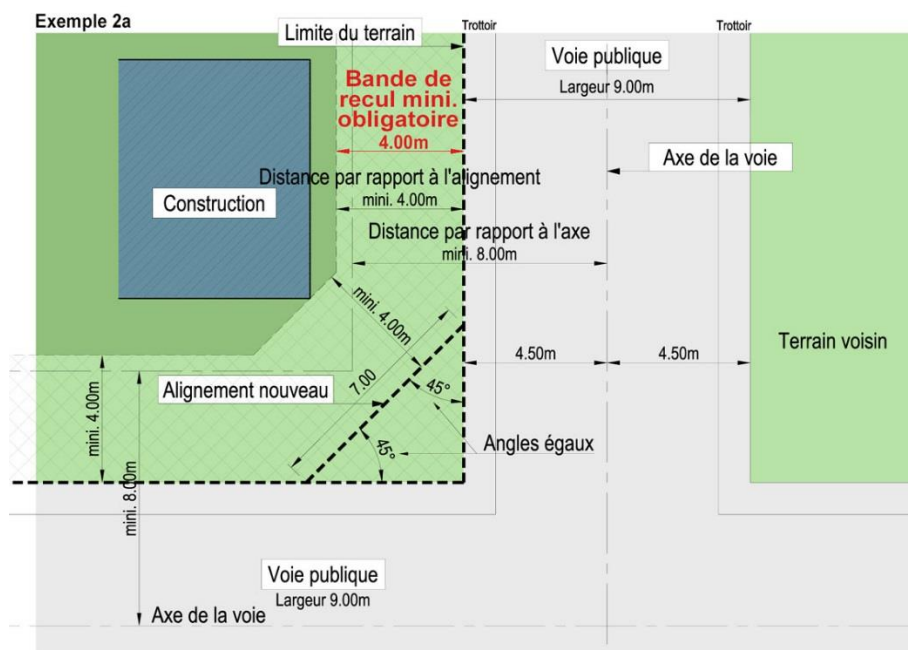 Exemple 2a
Trottoir
Trottoir
Limite du terrain
Voie publique
Largeur 9.00m
Bande de
recul mini.
obligatoire
4.00m
Axe de la voie
Distance par rapport à l'alignement
mini. 4.00m
Construction
Distance par rapport à l'axe
mini. 8.00m
mini. 4.00m
4.50m
4.50m
Terrain voisin
7.00
Alignement nouveau
45°
mini. 4.00m
Angles égaux
45°
mini. 8.00m
Voie publique
Largeur 9.00m
Axe de la voie